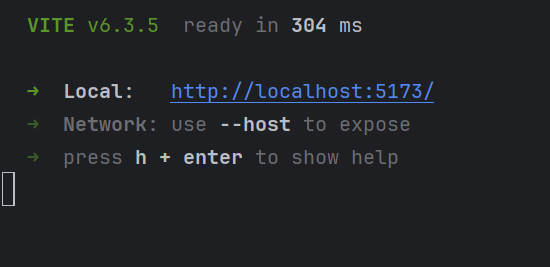 VITE v6.3.5 ready in 304 ms
➜ Local: http://localhost:5173/
➜ Network: use --host to expose
➜ press h + enter to show help